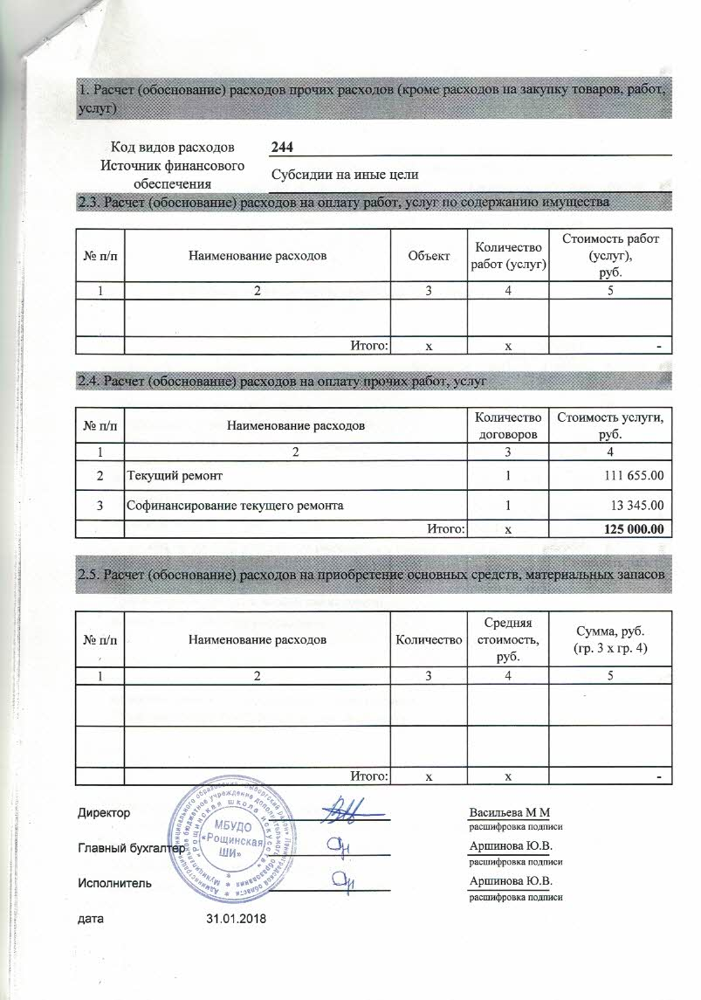 1. Расчет (обоснование) расходов прочих расходов (кроме расходов на закупку товаров, работ,
услуг)
Код видов расходов 244
Источник финансового
обеспечения Субсидии на иные цели
2.3. Расчет (обоснование) расходов на оплату работ, услуг по содержанию имущества
№ п/п Наименование расходов Объект Количество работ (услуг) Стоимость работ (услуг), руб.
1 2 3 4 5
Итого: х х -
2.4. Расчет (обоснование) расходов на оплату прочих работ, услуг
№ п/п Наименование расходов Количество договоров Стоимость услуги, руб.
1 2 3 4
2 Текущий ремонт 1 111 655.00
3 Софинансирование текущего ремонта 1 13 345.00
Итого: х 125 000.00
2.5. Расчет (обоснование) расходов на приобретение основных средств, материальных запасов
№ п/п Наименование расходов Количество Средняя стоимость, руб. Сумма, руб. (гр. 3 х гр. 4)
1 2 3 4 5
Итого: х х -
Директор Васильева М М
расшифровка подписи
Главный бухгалтер Аршинова Ю.В.
расшифровка подписи
Исполнитель Аршинова Ю.В.
расшифровка подписи
дата 31.01.2018
МБУДО
«Рощинская
ШИ»